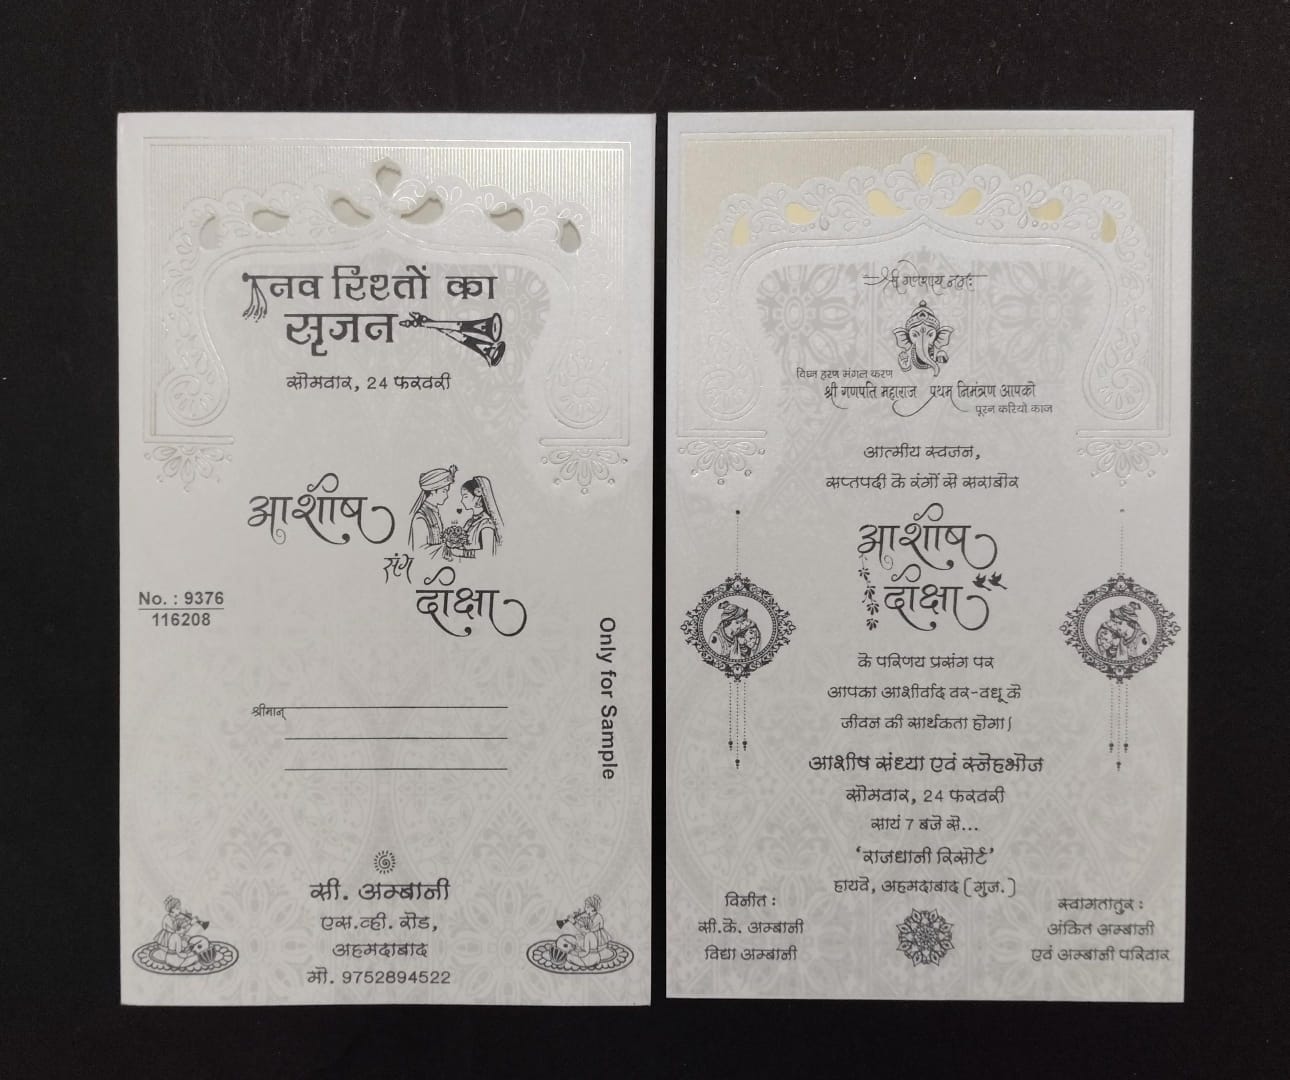 नव रिश्तों का
सृजन
सोमवार, 24 फरवरी
आशीष
संग
दीक्षा
No. : 9376
116208
Only for Sample
श्रीमान्
सी. अम्बानी
एस.व्ही. रोड,
अहमदाबाद
मो. 9752894522
श्री गणेशाय नमः
विघ्न हरण मंगल करण
श्री गणपति महाराज प्रथम निमंत्रण आपको
पूरन करियो काज
आत्मीय स्वजन,
सप्तपदी के रंगों से सराबोर
आशीष
दीक्षा
के परिणय प्रसंग पर
आपका आशीर्वाद वर-वधू के
जीवन की सार्थकता होगा।
आशीष संध्या एवं स्नेहभोज
सोमवार, 24 फरवरी
सायं 7 बजे से...
‘राजधानी रिसोर्ट’
हायवे, अहमदाबाद (गुज.)
विनीत :
सी.के. अम्बानी
विद्या अम्बानी
स्वागतातुर :
अंकित अम्बानी
एवं अम्बानी परिवार